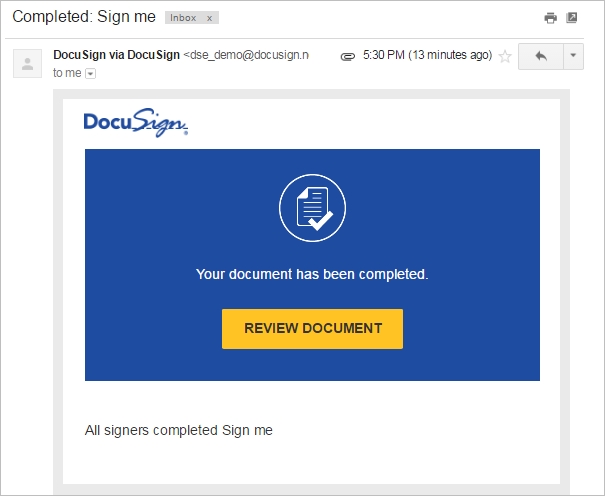 Completed: Sign me Inbox x
DocuSign via DocuSign <dse_demo@docusign.n 5:30 PM (13 minutes ago)
to me
DocuSign
Your document has been completed.
REVIEW DOCUMENT
All signers completed Sign me